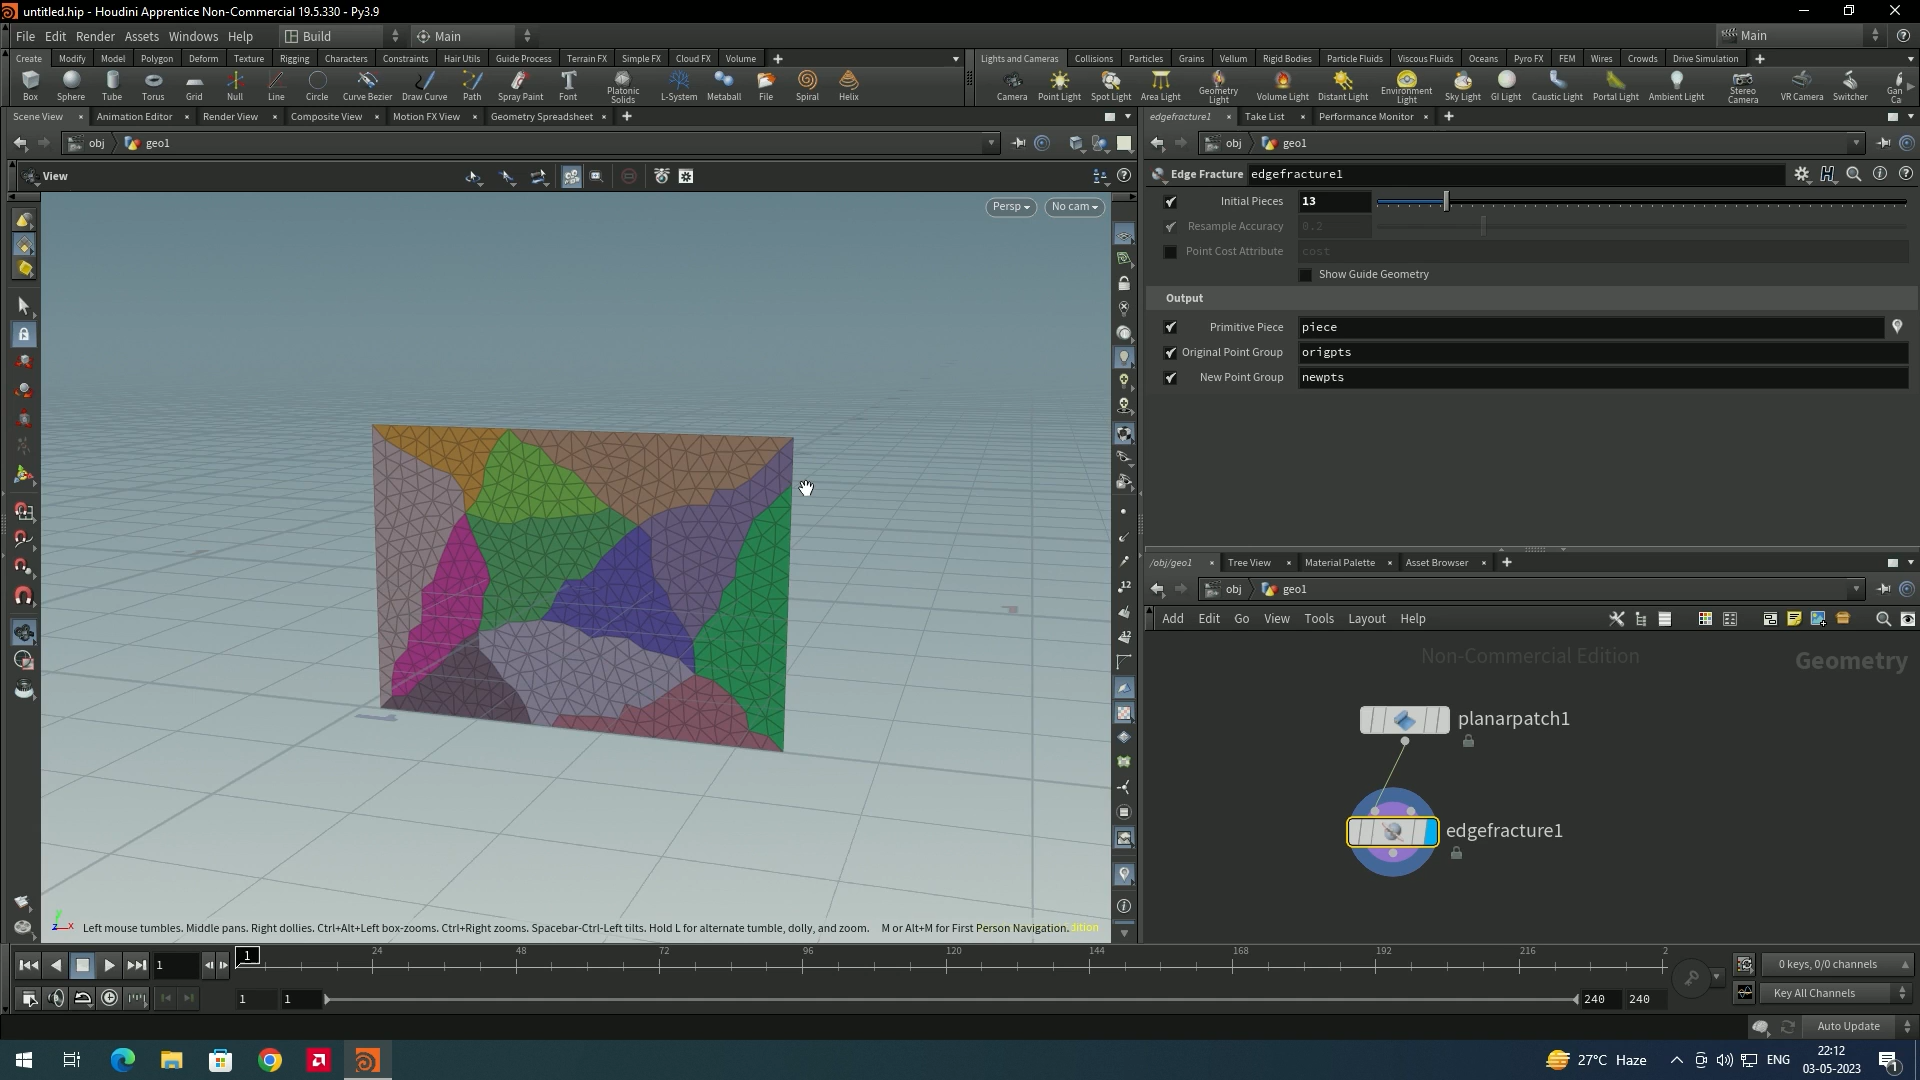 untitled.hip - Houdini Apprentice Non-Commercial 19.5.330 - Py3.9
File Edit Render Assets Windows Help Build Main Main
Create Modify Model Polygon Deform Texture Rigging Characters Constraints Hair Utils Guide Process Terrain FX Simple FX Cloud FX Volume
Lights and Cameras Collisions Particles Grains Vellum Rigid Bodies Particle Fluids Viscous Fluids Oceans Pyro FX FEM Wires Crowds Drive Simulation
Box Sphere Tube Torus Grid Null Line Circle Curve Bezier Draw Curve Path Spray Paint Font Platonic Solids L-System Metaball File Spiral Helix
Camera Point Light Spot Light Area Light Geometry Light Volume Light Distant Light Environment Light Sky Light GI Light Caustic Light Portal Light Ambient Light Stereo Camera VR Camera Switcher Gan Ca
Scene View Animation Editor Render View Composite View Motion FX View Geometry Spreadsheet
edgefracture1 Take List Performance Monitor
obj geo1
obj geo1
View
Edge Fracture edgefracture1
Persp No cam
Initial Pieces 13
Resample Accuracy 0.2
Point Cost Attribute cost
Show Guide Geometry
Output
Primitive Piece piece
Original Point Group origpts
New Point Group newpts
/obj/geo1 Tree View Material Palette Asset Browser
obj geo1
Add Edit Go View Tools Layout Help
Non-Commercial Edition Geometry
planarpatch1
edgefracture1
12
12
z x y
Left mouse tumbles. Middle pans. Right dollies. Ctrl+Alt+Left box-zooms. Ctrl+Right zooms. Spacebar-Ctrl-Left tilts. Hold L for alternate tumble, dolly, and zoom. M or Alt+M for First Person Navigation. dition
1 1 24 48 72 96 120 144 168 192 216 2
0 keys, 0/0 channels
1 1 240 240
Key All Channels
Auto Update
27°C Haze ENG 22:12
03-05-2023 1